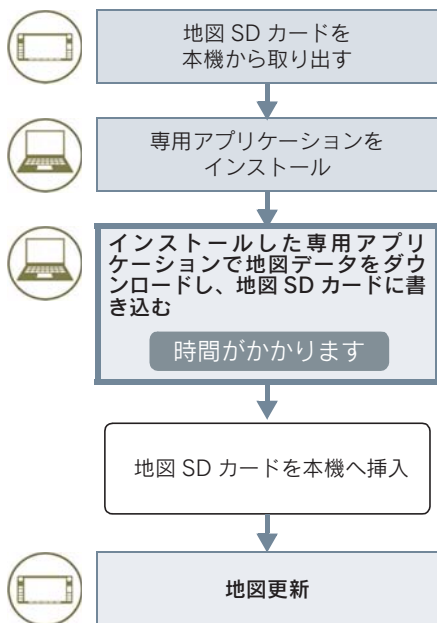 地図 SD カードを
本機から取り出す
専用アプリケーションを
インストール
インストールした専用アプリ
ケーションで地図データをダウ
ンロードし、地図 SD カードに書
き込む
時間がかかります
地図 SD カードを本機へ挿入
地図更新